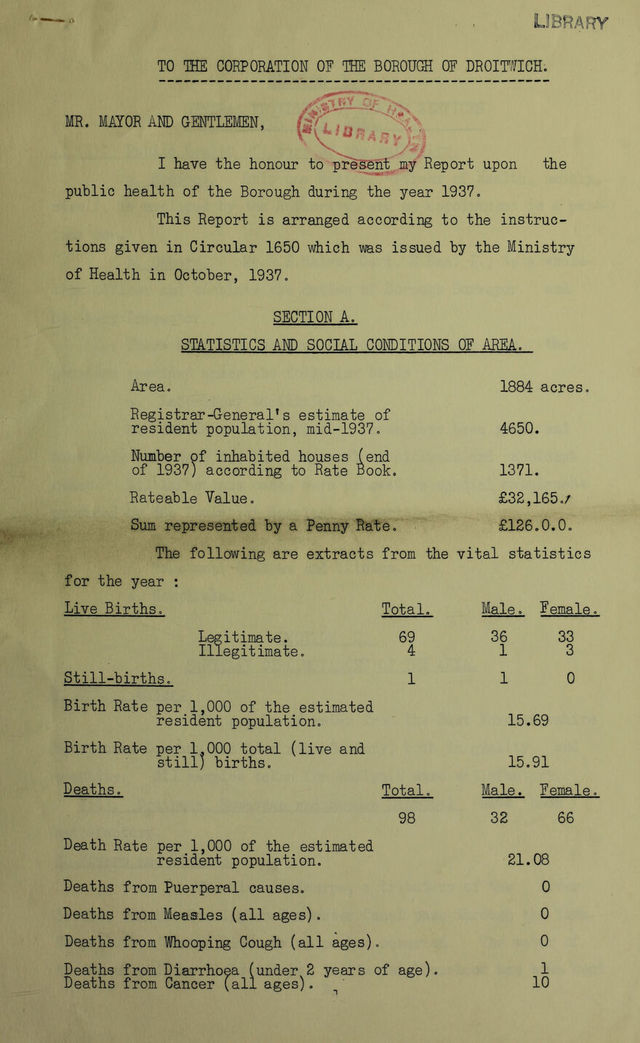 LIBRARY
TO THE CORPORATION OF THE BOROUGH OF DROITWICH.
MINISTRY OF HEALTH
LIBRARY
MR. MAYOR AND GENTLEMEN,
I have the honour to present my Report upon the
public health of the Borough during the year 1937.
This Report is arranged according to the instruc-
tions given in Circular 1650 which was issued by the Ministry
of Health in October, 1937.
SECTION A.
STATISTICS AND SOCIAL CONDITIONS OF AREA.
Area. 1884 acres.
Registrar-General's estimate of
resident population, mid-1937. 4650.
Number of inhabited houses (end
of 1937) according to Rate Book. 1371.
Rateable Value. £32,165./
Sum represented by a Penny Rate. £126.0.0.
The following are extracts from the vital statistics
for the year :
Live Births. Total. Male. Female.
Legitimate. 69 36 33
Illegitimate. 4 1 3
Still-births. 1 1 0
Birth Rate per 1,000 of the estimated
resident population. 15.69
Birth Rate per 1,000 total (live and
still) births. 15.91
Deaths. Total. Male. Female.
98 32 66
Death Rate per 1,000 of the estimated
resident population. 21.08
Deaths from Puerperal causes. 0
Deaths from Measles (all ages). 0
Deaths from Whooping Cough (all ages). 0
Deaths from Diarrhoea (under 2 years of age). 1
Deaths from Cancer (all ages). 10